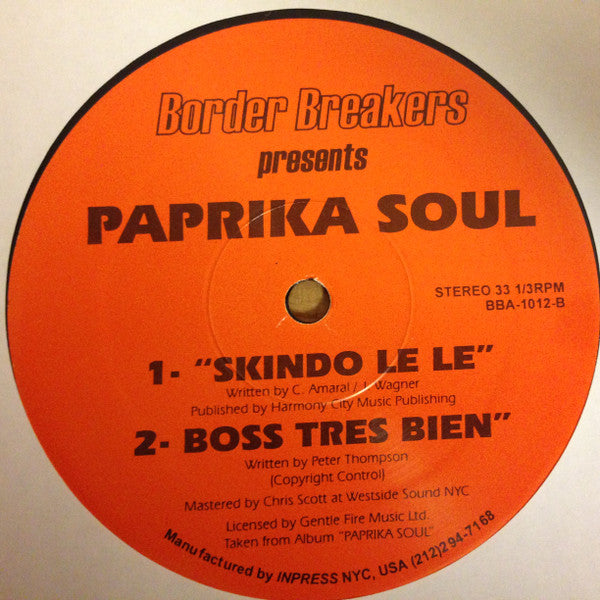 Border Breakers
presents
PAPRIKA SOUL
STEREO 33 1/3RPM
BBA-1012-B
1- "SKINDO LE LE"
Written by C. Amaral / J. Wagner
Published by Harmony City Music Publishing
2- BOSS TRES BIEN"
Written by Peter Thompson
(Copyright Control)
Mastered by Chris Scott at Westside Sound NYC
Licensed by Gentle Fire Music Ltd.
Taken from Album "PAPRIKA SOUL"
Manufactured by INPRESS NYC, USA (212)294-7168